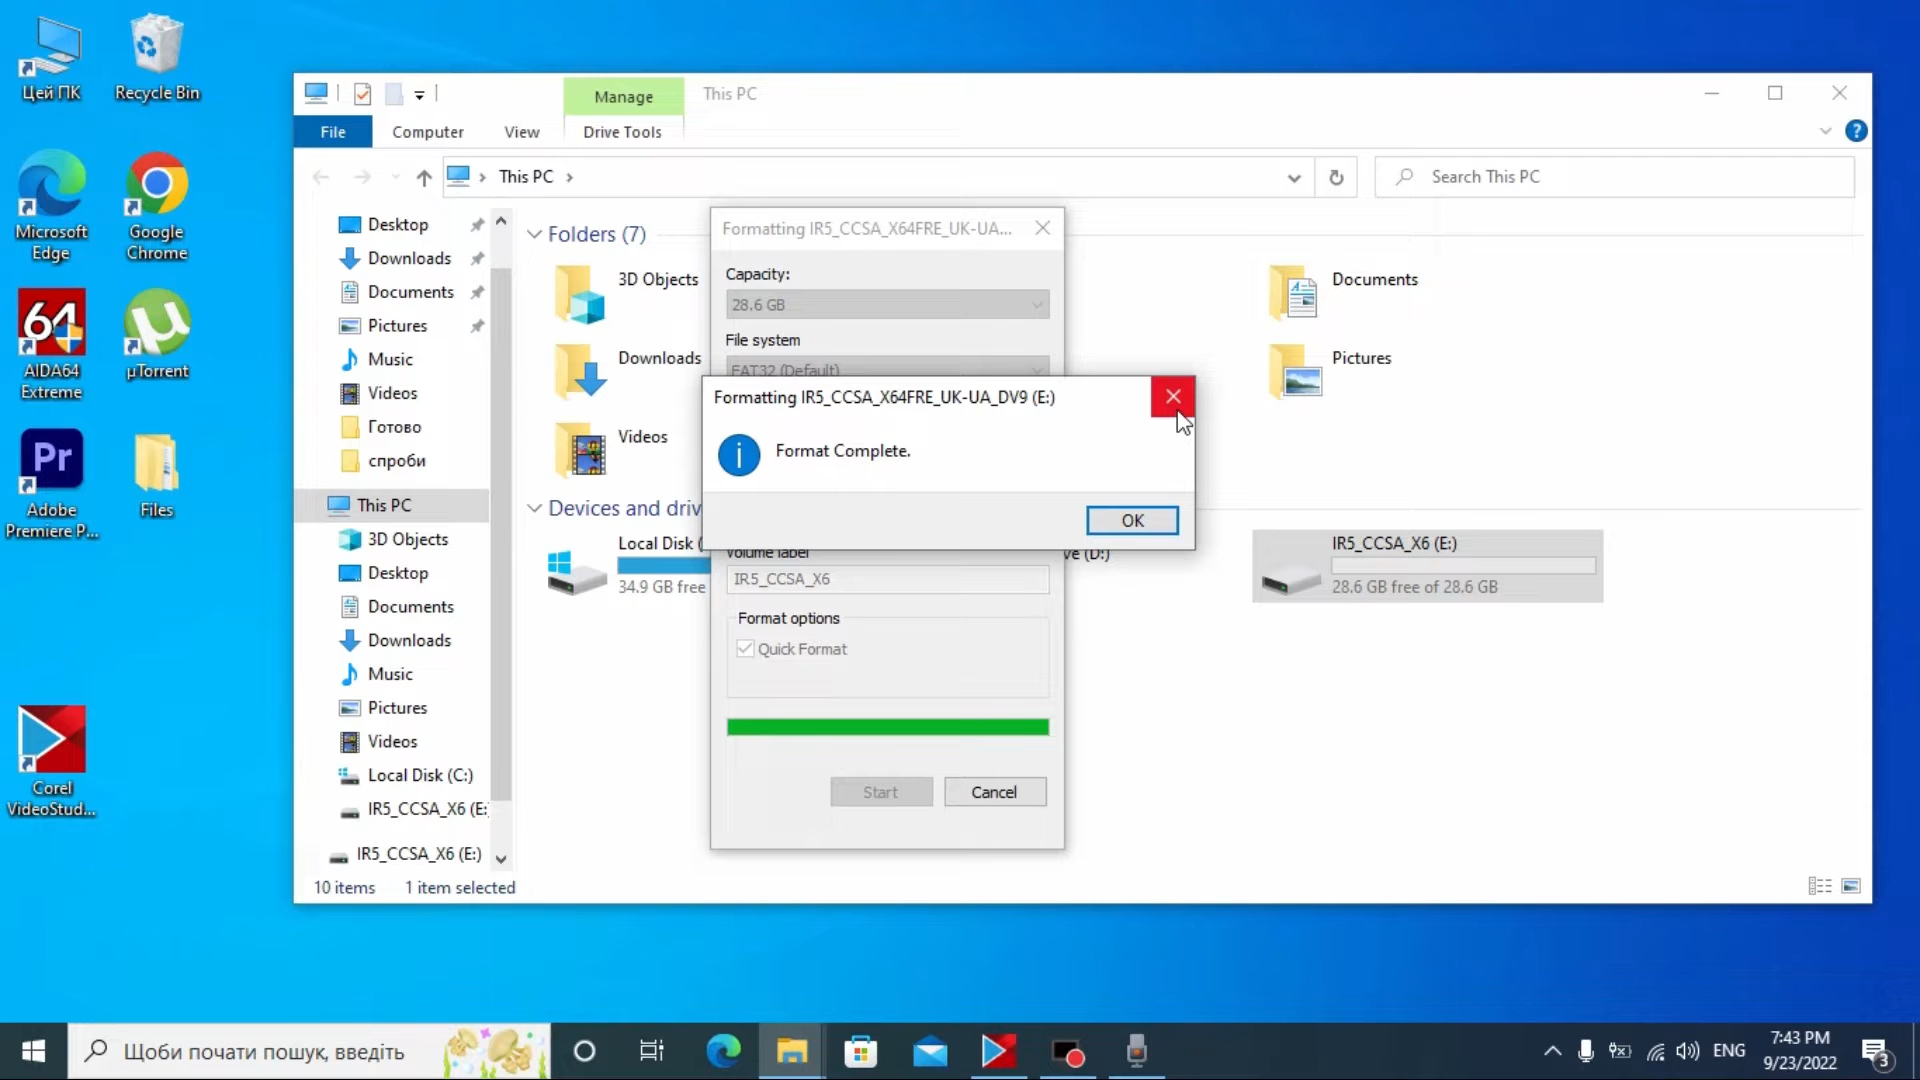 Цей ПК
Recycle Bin
Microsoft
Edge
Google
Chrome
64
AIDA64
Extreme
µTorrent
Pr
Adobe
Premiere P...
Files
Corel
VideoStud...
Manage
This PC
File
Computer
View
Drive Tools
This PC
Search This PC
Desktop
Downloads
Documents
Pictures
Music
Videos
Готово
спроби
This PC
3D Objects
Desktop
Documents
Downloads
Music
Pictures
Videos
Local Disk (C:)
IR5_CCSA_X6 (E:
IR5_CCSA_X6 (E:)
10 items
1 item selected
Folders (7)
3D Objects
Downloads
Videos
Documents
Pictures
Devices and driv
Local Disk (
34.9 GB free
ve (D:)
IR5_CCSA_X6 (E:)
28.6 GB free of 28.6 GB
Formatting IR5_CCSA_X64FRE_UK-UA...
Capacity:
28.6 GB
File system
FAT32 (Default)
Formatting IR5_CCSA_X64FRE_UK-UA_DV9 (E:)
Format Complete.
OK
Volume label
IR5_CCSA_X6
Format options
Quick Format
Start
Cancel
Щоби почати пошук, введіть
ENG
7:43 PM
9/23/2022
3